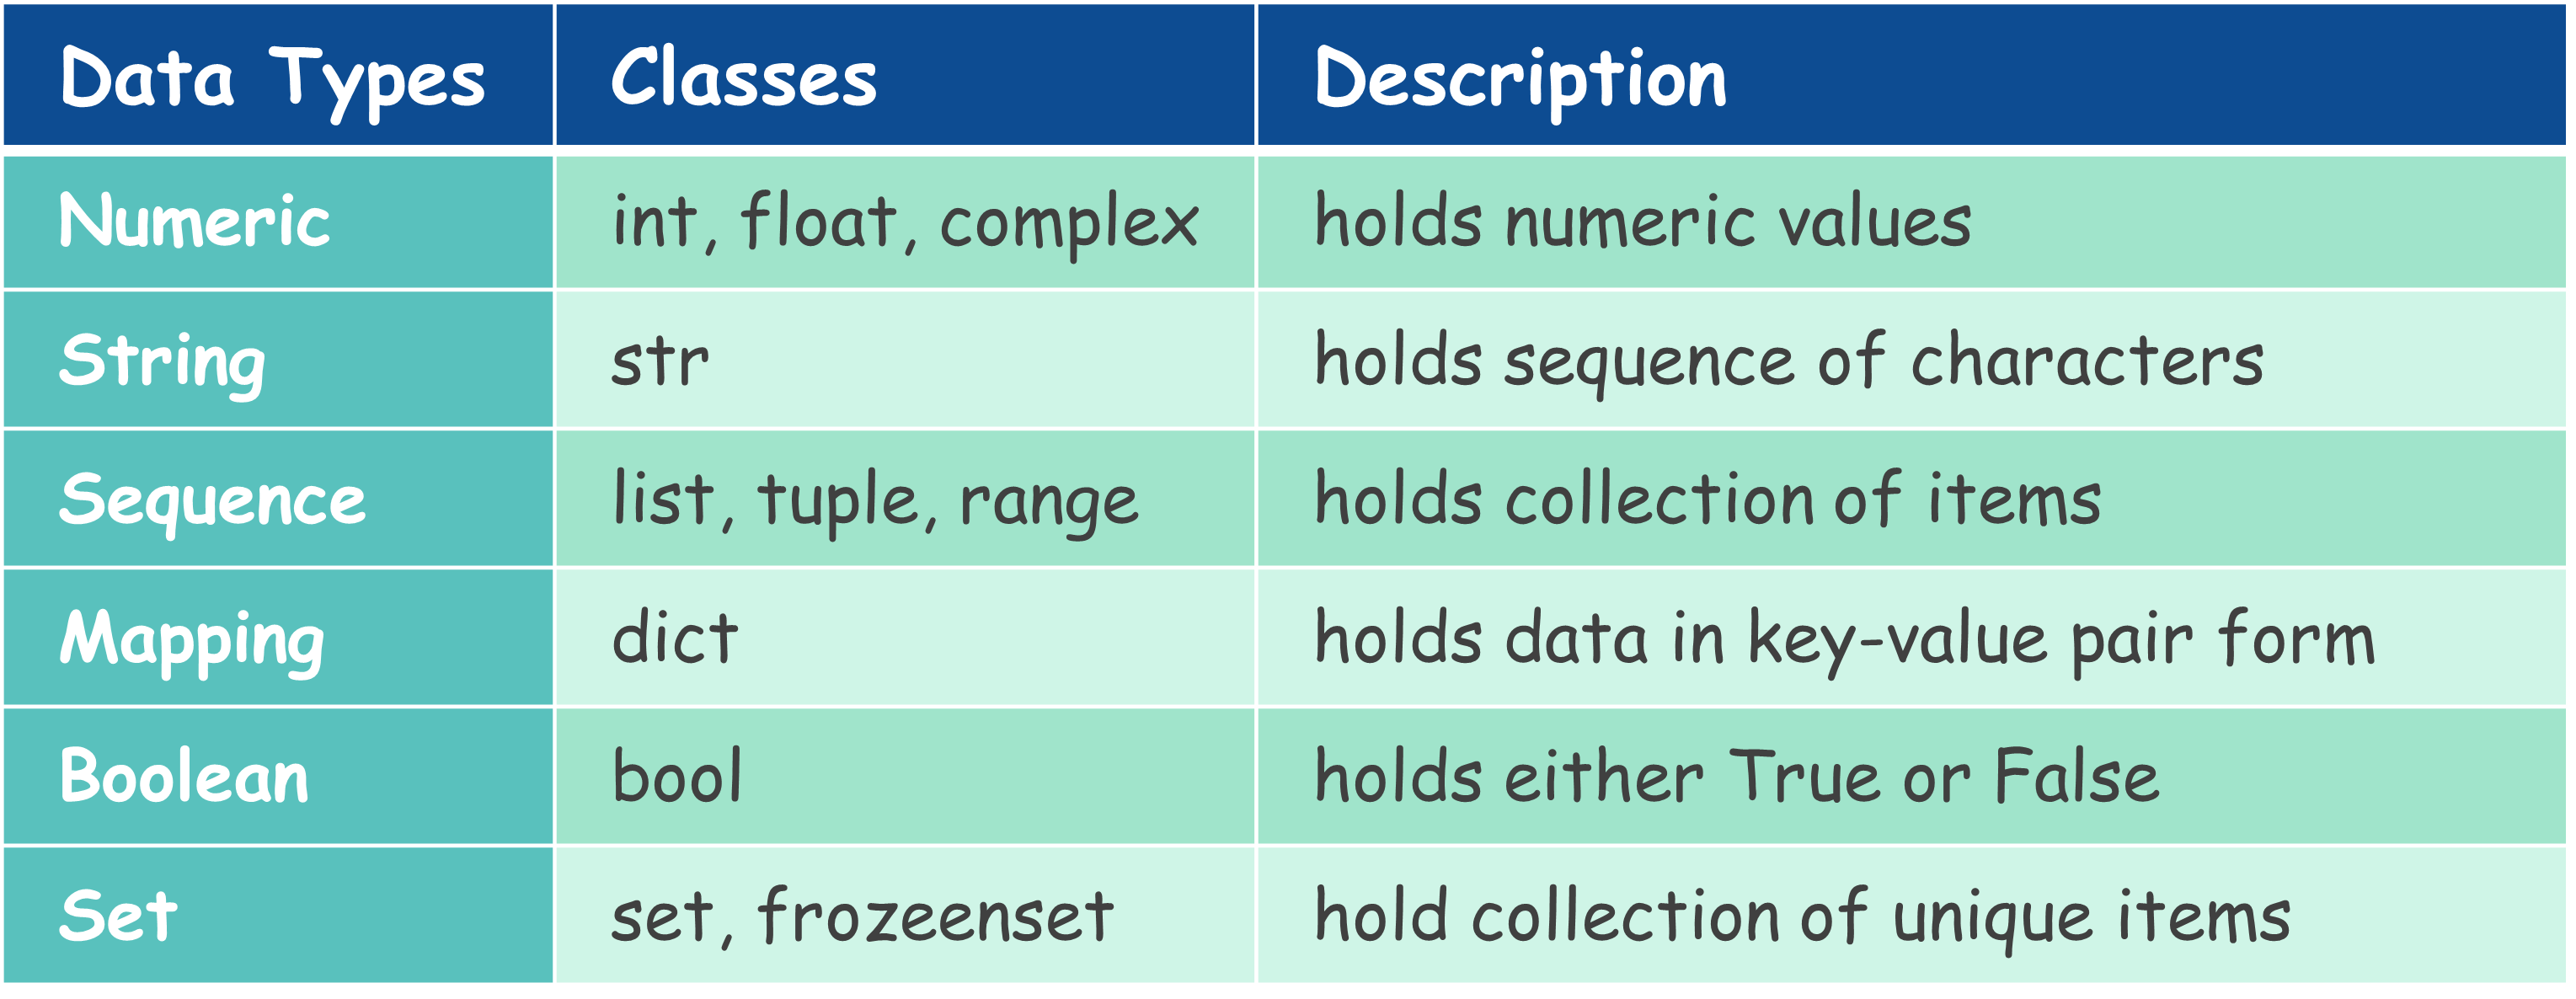 Data Types Classes Description
Numeric int, float, complex holds numeric values
String str holds sequence of characters
Sequence list, tuple, range holds collection of items
Mapping dict holds data in key-value pair form
Boolean bool holds either True or False
Set set, frozeenset hold collection of unique items